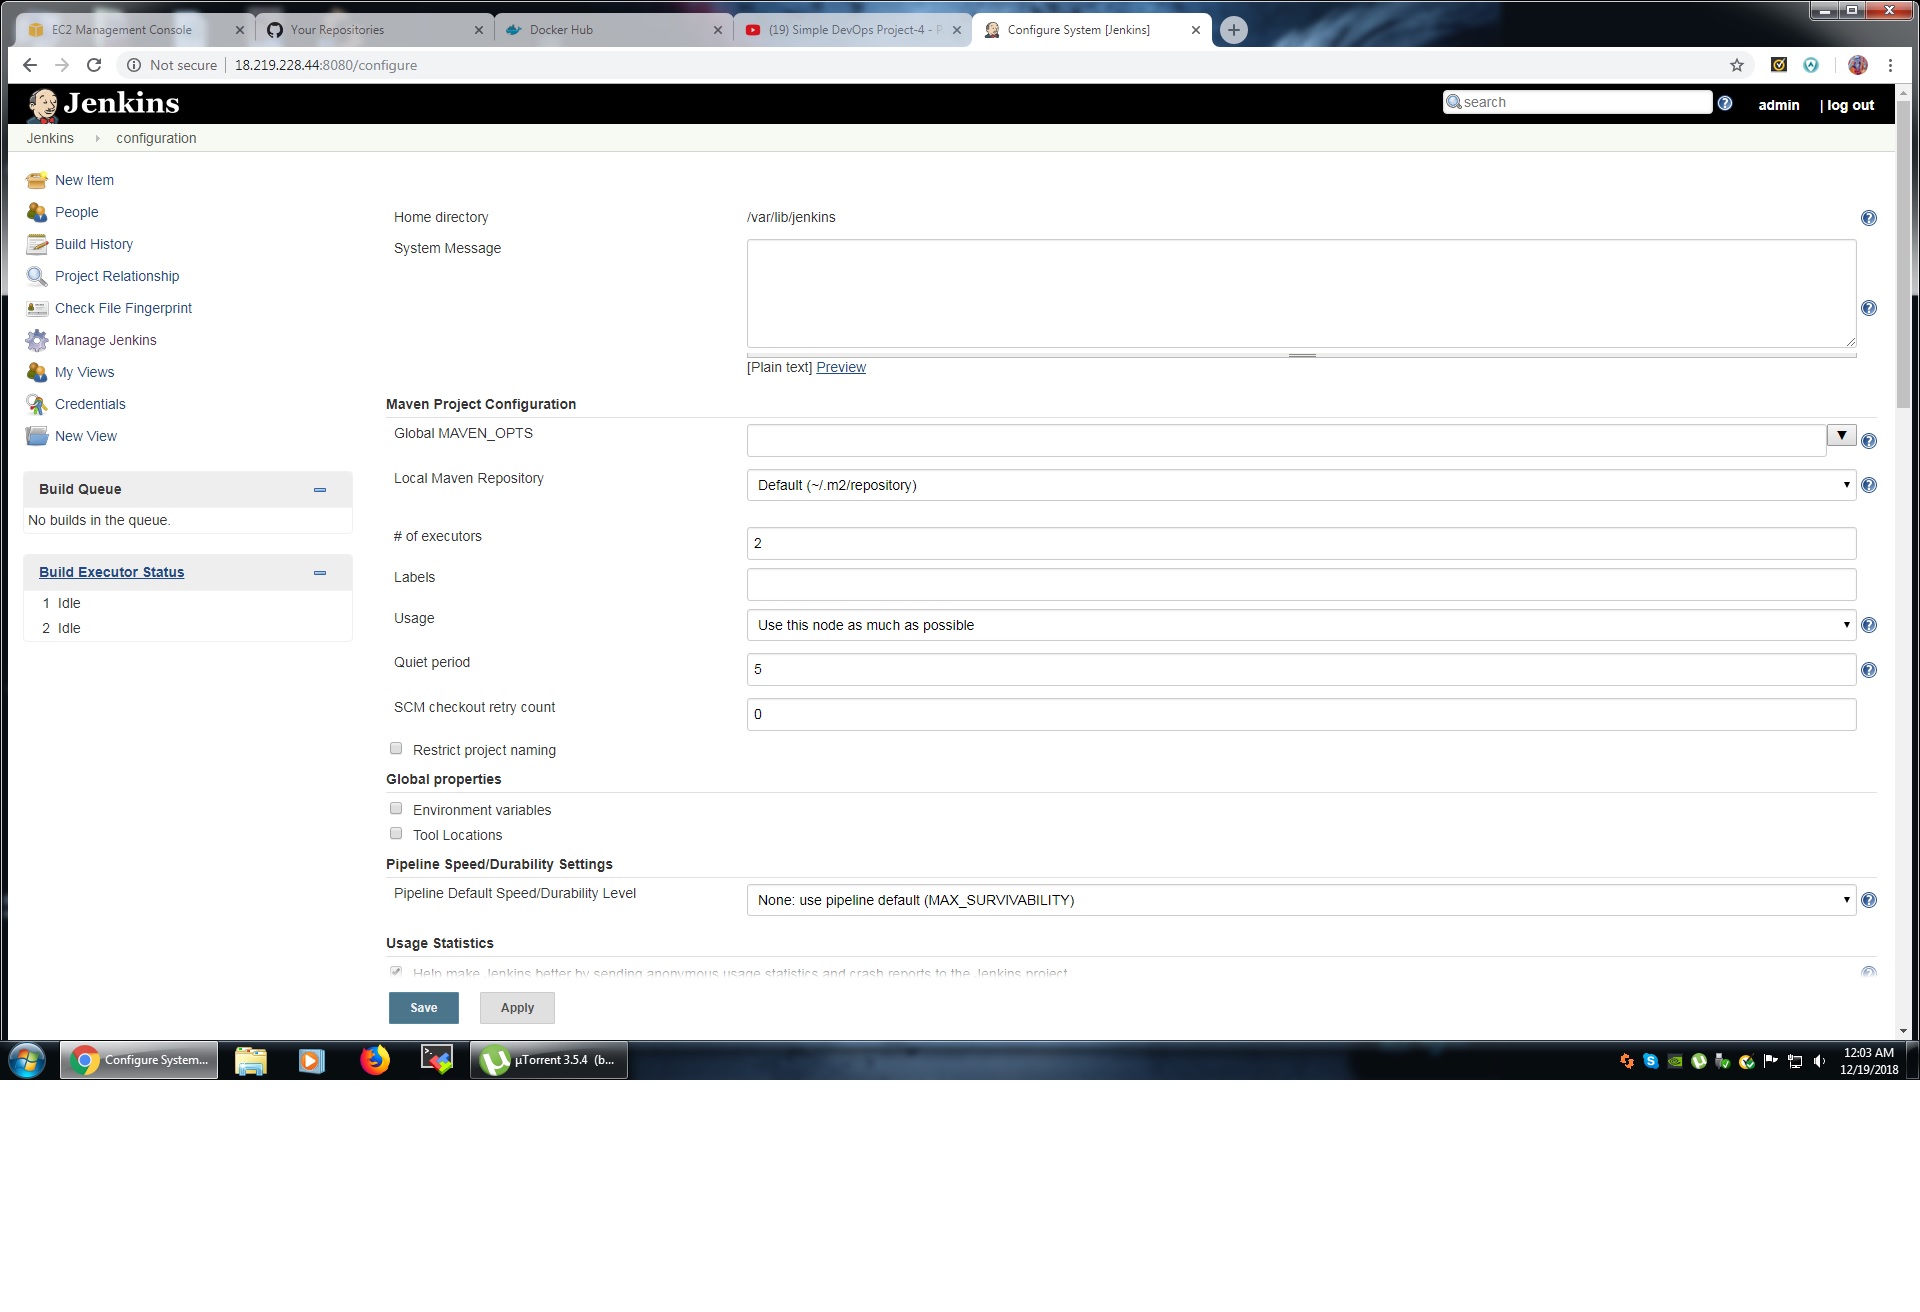 EC2 Management Console
Your Repositories
Docker Hub
(19) Simple DevOps Project-4 - P
Configure System [Jenkins]
Not secure | 18.219.228.44:8080/configure
Jenkins
search
admin
| log out
Jenkins
configuration
New Item
People
Build History
Project Relationship
Check File Fingerprint
Manage Jenkins
My Views
Credentials
New View
Build Queue
No builds in the queue.
Build Executor Status
1 Idle
2 Idle
Home directory
/var/lib/jenkins
System Message
[Plain text] Preview
Maven Project Configuration
Global MAVEN_OPTS
Local Maven Repository
Default (~/.m2/repository)
# of executors
2
Labels
Usage
Use this node as much as possible
Quiet period
5
SCM checkout retry count
0
Restrict project naming
Global properties
Environment variables
Tool Locations
Pipeline Speed/Durability Settings
Pipeline Default Speed/Durability Level
None: use pipeline default (MAX_SURVIVABILITY)
Usage Statistics
Help make Jenkins better by sending anonymous usage statistics and crash reports to the Jenkins project
Save
Apply
Configure System...
µTorrent 3.5.4 (b...
12:03 AM
12/19/2018